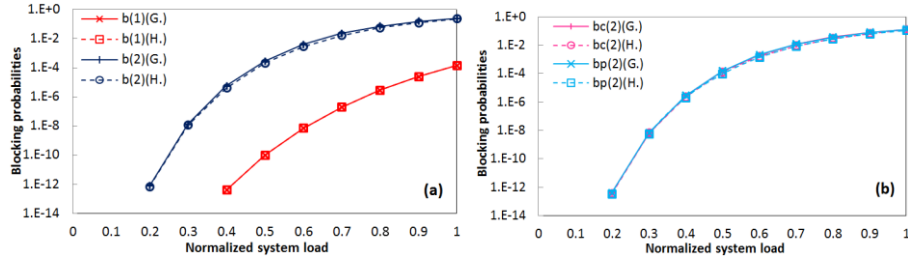 b(1)(G.)
b(1)(H.)
b(2)(G.)
b(2)(H.)
1.E+0
1.E-2
1.E-4
1.E-6
1.E-8
1.E-10
1.E-12
1.E-14
Blocking probabilities
0 0.1 0.2 0.3 0.4 0.5 0.6 0.7 0.8 0.9 1
Normalized system load
(a)
bc(2)(G.)
bc(2)(H.)
bp(2)(G.)
bp(2)(H.)
1.E+0
1.E-2
1.E-4
1.E-6
1.E-8
1.E-10
1.E-12
1.E-14
Blocking probabilities
0 0.1 0.2 0.3 0.4 0.5 0.6 0.7 0.8 0.9 1
Normalized system load
(b)